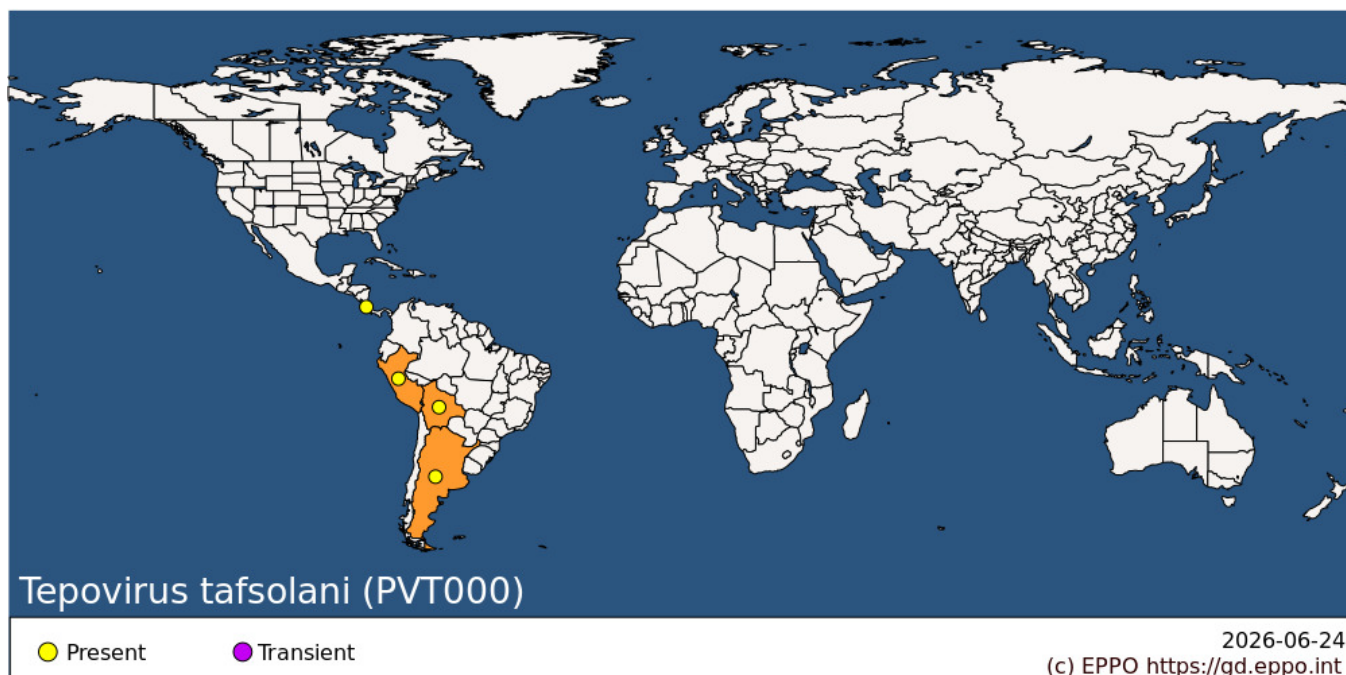 Tepovirus tafsolani (PVT000)
Present
Transient
2026-06-24
(c) EPPO https://gd.eppo.int